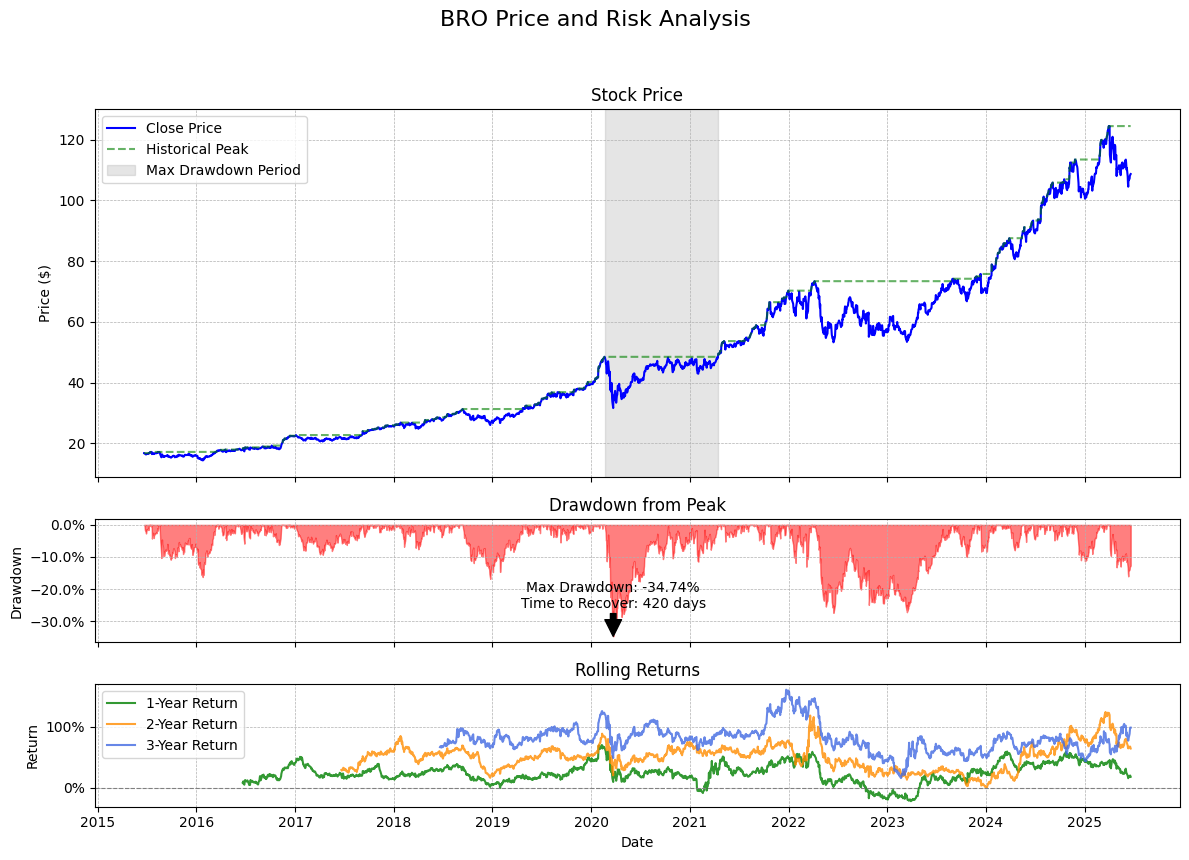 BRO Price and Risk Analysis
Stock Price
Close Price
Historical Peak
Max Drawdown Period
Price ($)
120
100
80
60
40
20
Drawdown from Peak
Drawdown
0.0%
−10.0%
−20.0%
−30.0%
Max Drawdown: -34.74%
Time to Recover: 420 days
Rolling Returns
1-Year Return
2-Year Return
3-Year Return
Return
100%
0%
2015 2016 2017 2018 2019 2020 2021 2022 2023 2024 2025
Date